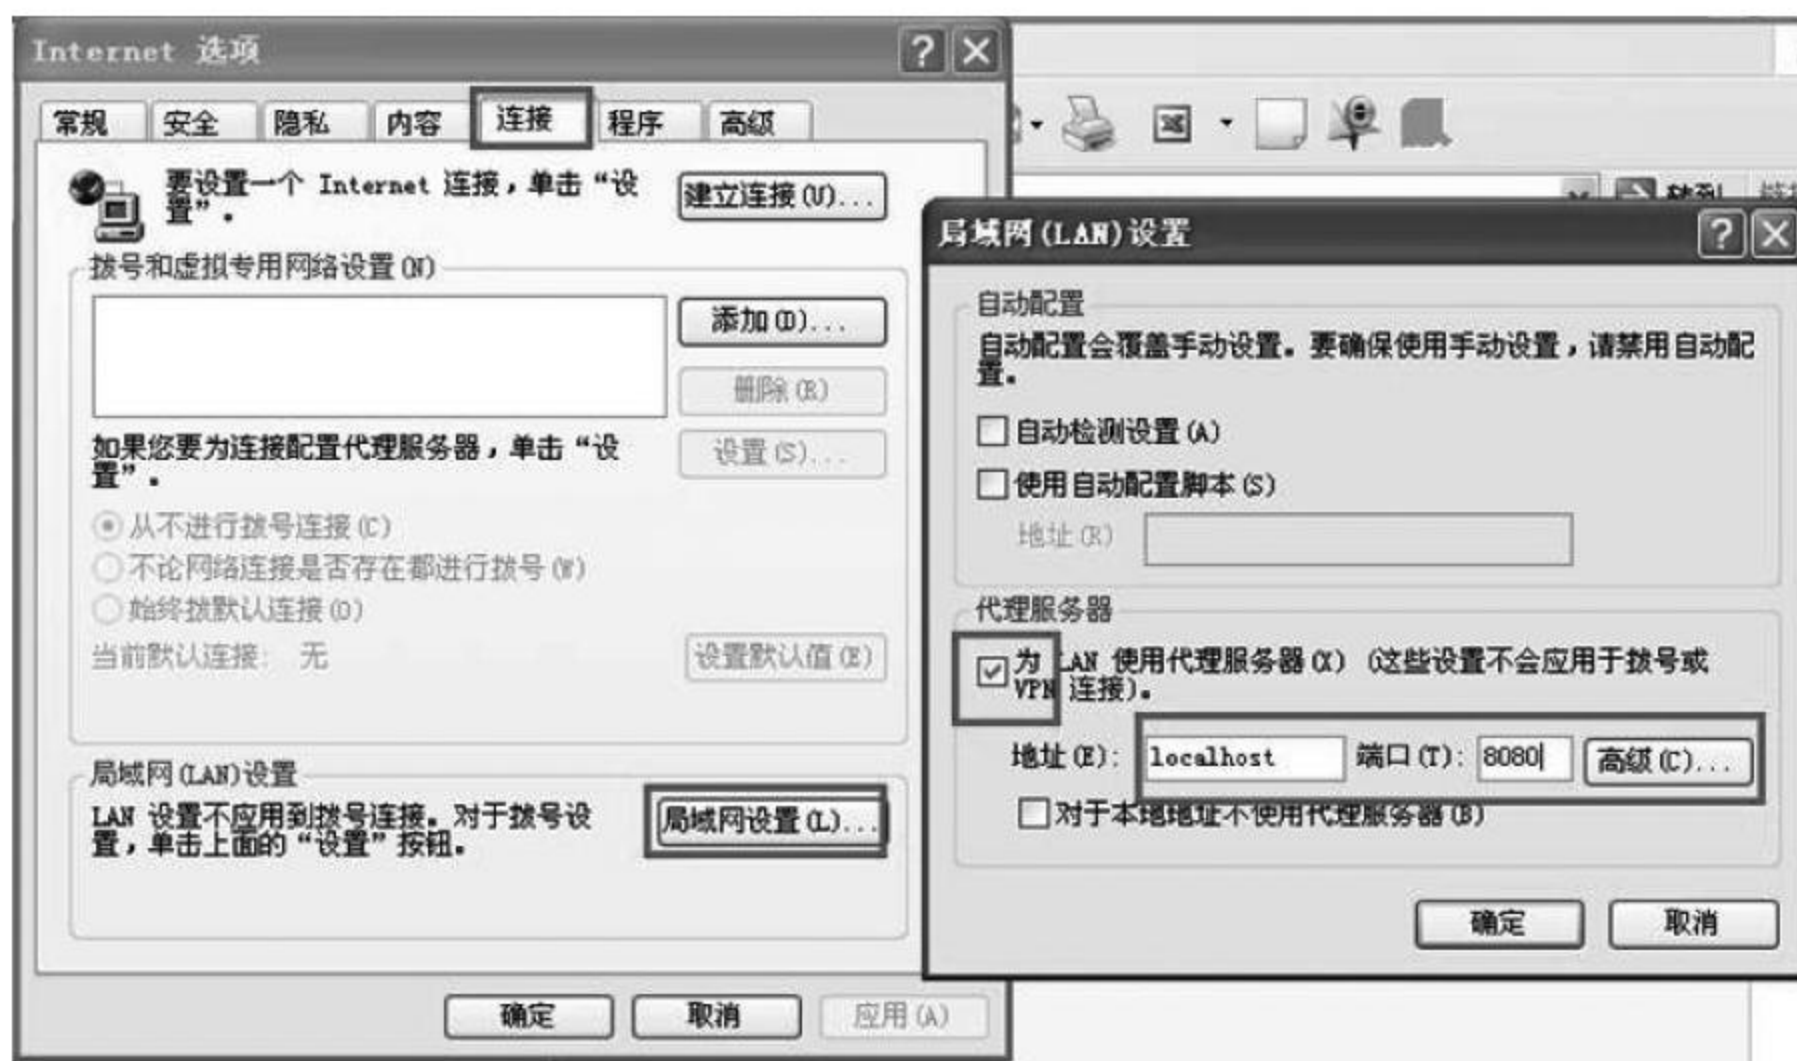 Internet 选项
常规
安全
隐私
内容
连接
程序
高级
要设置一个 Internet 连接，单击“设
置”。
建立连接(U)...
拨号和虚拟专用网络设置(N)
添加(D)...
删除(R)
如果您要为连接配置代理服务器，单击“设
置”。
设置(S)...
从不进行拨号连接(C)
不论网络连接是否存在都进行拨号(W)
始终拨默认连接(O)
当前默认连接: 无
设置默认值(E)
局域网(LAN)设置
LAN 设置不应用到拨号连接。对于拨号设
置，单击上面的“设置”按钮。
局域网设置(L)...
确定
取消
应用(A)
转到
局域网(LAN)设置
自动配置
自动配置会覆盖手动设置。要确保使用手动设置，请禁用自动配
置。
自动检测设置(A)
使用自动配置脚本(S)
地址(R)
代理服务器
为 LAN 使用代理服务器(X) (这些设置不会应用于拨号或
VPN 连接)。
地址(E): localhost 端口(T): 8080 高级(C)...
对于本地地址不使用代理服务器(B)
确定
取消